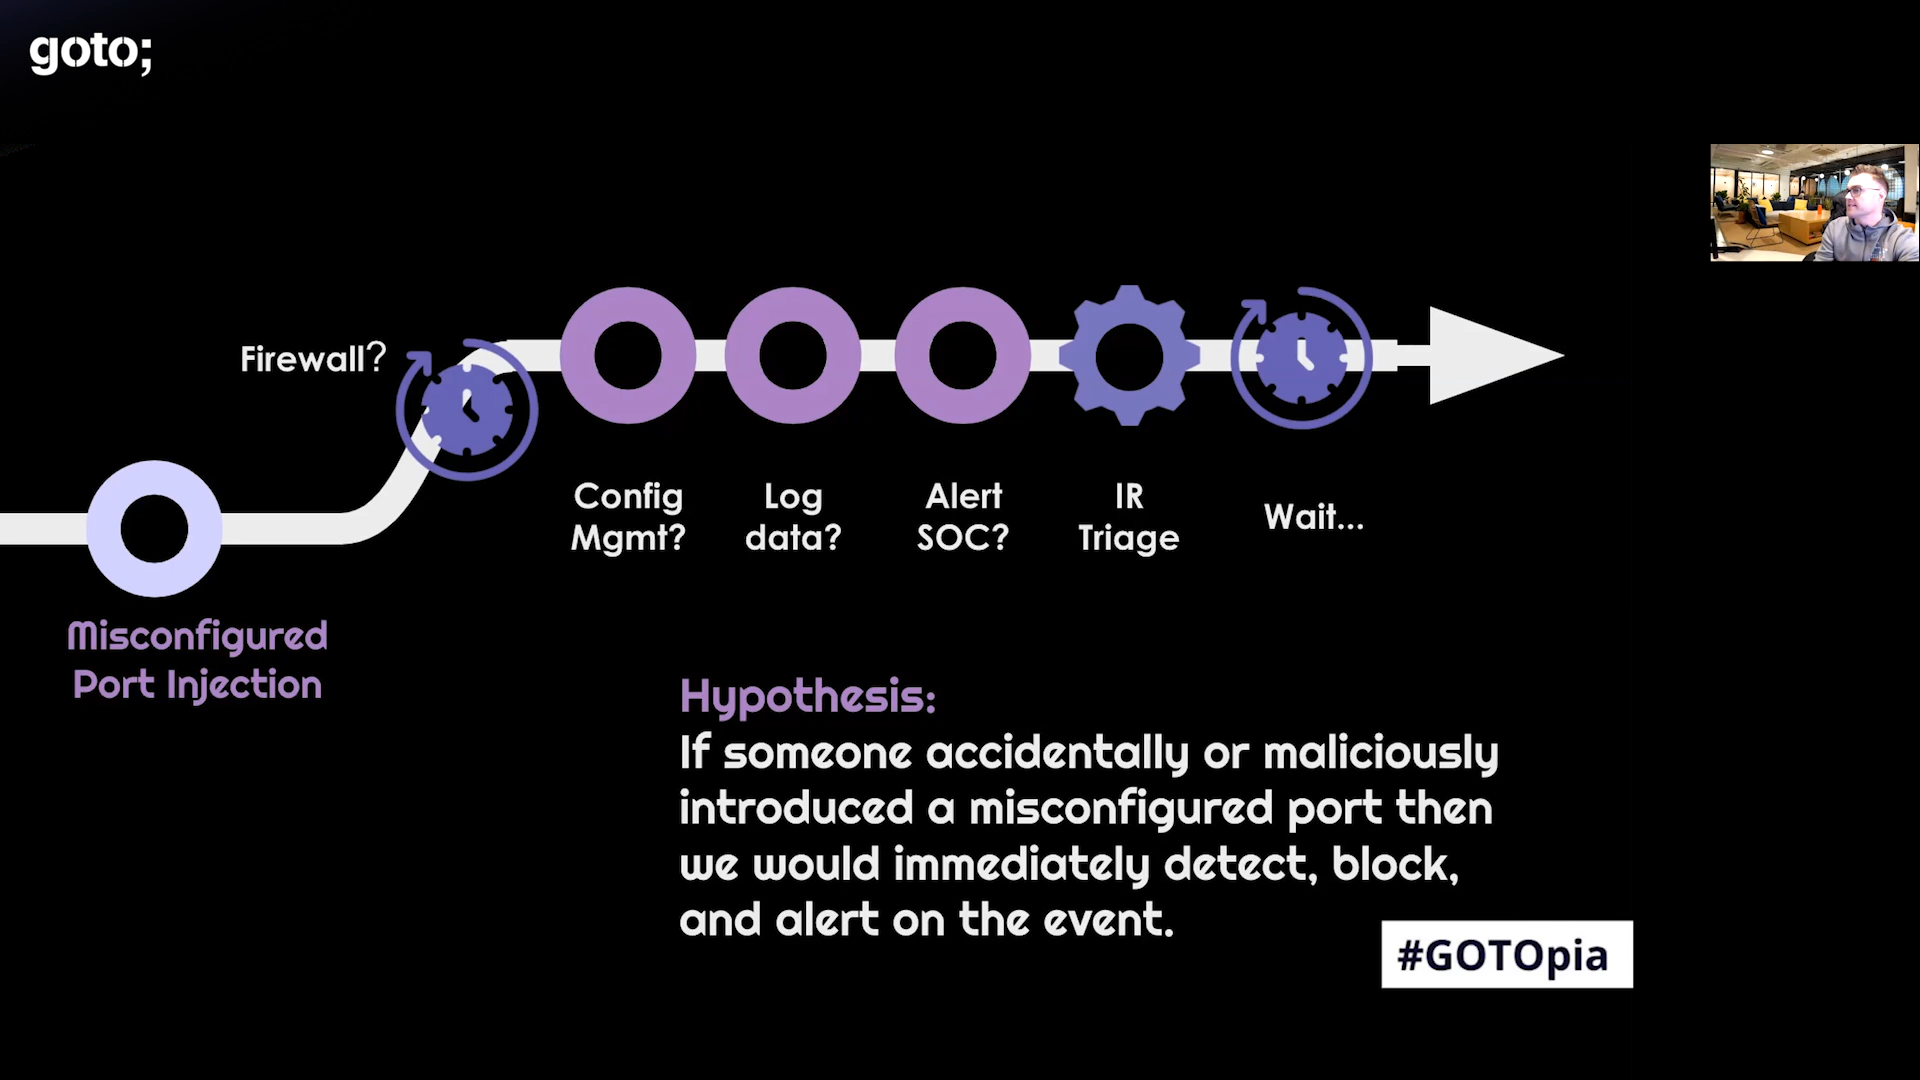 goto;
Firewall?
Config
Mgmt?
Log
data?
Alert
SOC?
IR
Triage
Wait...
Misconfigured
Port Injection
Hypothesis:
If someone accidentally or maliciously
introduced a misconfigured port then
we would immediately detect, block,
and alert on the event.
#GOTOpia